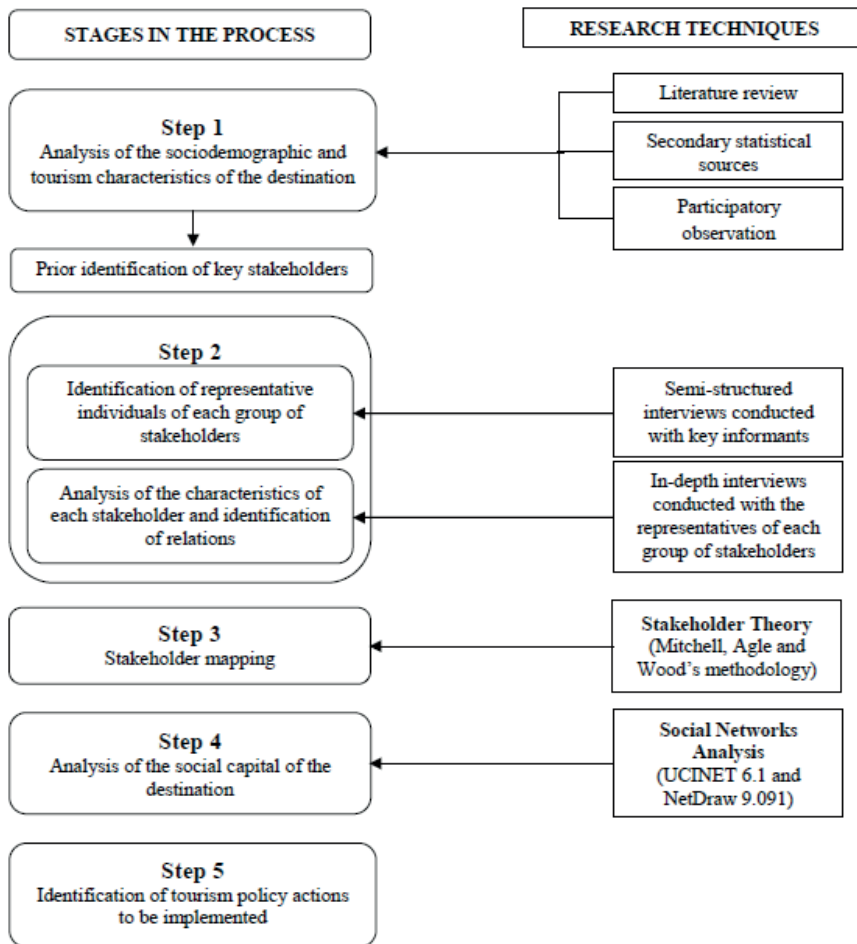 STAGES IN THE PROCESS
RESEARCH TECHNIQUES
Step 1
Analysis of the sociodemographic and
tourism characteristics of the destination
Literature review
Secondary statistical
sources
Participatory
observation
Prior identification of key stakeholders
Step 2
Identification of representative
individuals of each group of
stakeholders
Semi-structured
interviews conducted
with key informants
Analysis of the characteristics of
each stakeholder and identification
of relations
In-depth interviews
conducted with the
representatives of each
group of stakeholders
Step 3
Stakeholder mapping
Stakeholder Theory
(Mitchell, Agle and
Wood's methodology)
Step 4
Analysis of the social capital of the
destination
Social Networks
Analysis
(UCINET 6.1 and
NetDraw 9.091)
Step 5
Identification of tourism policy actions
to be implemented